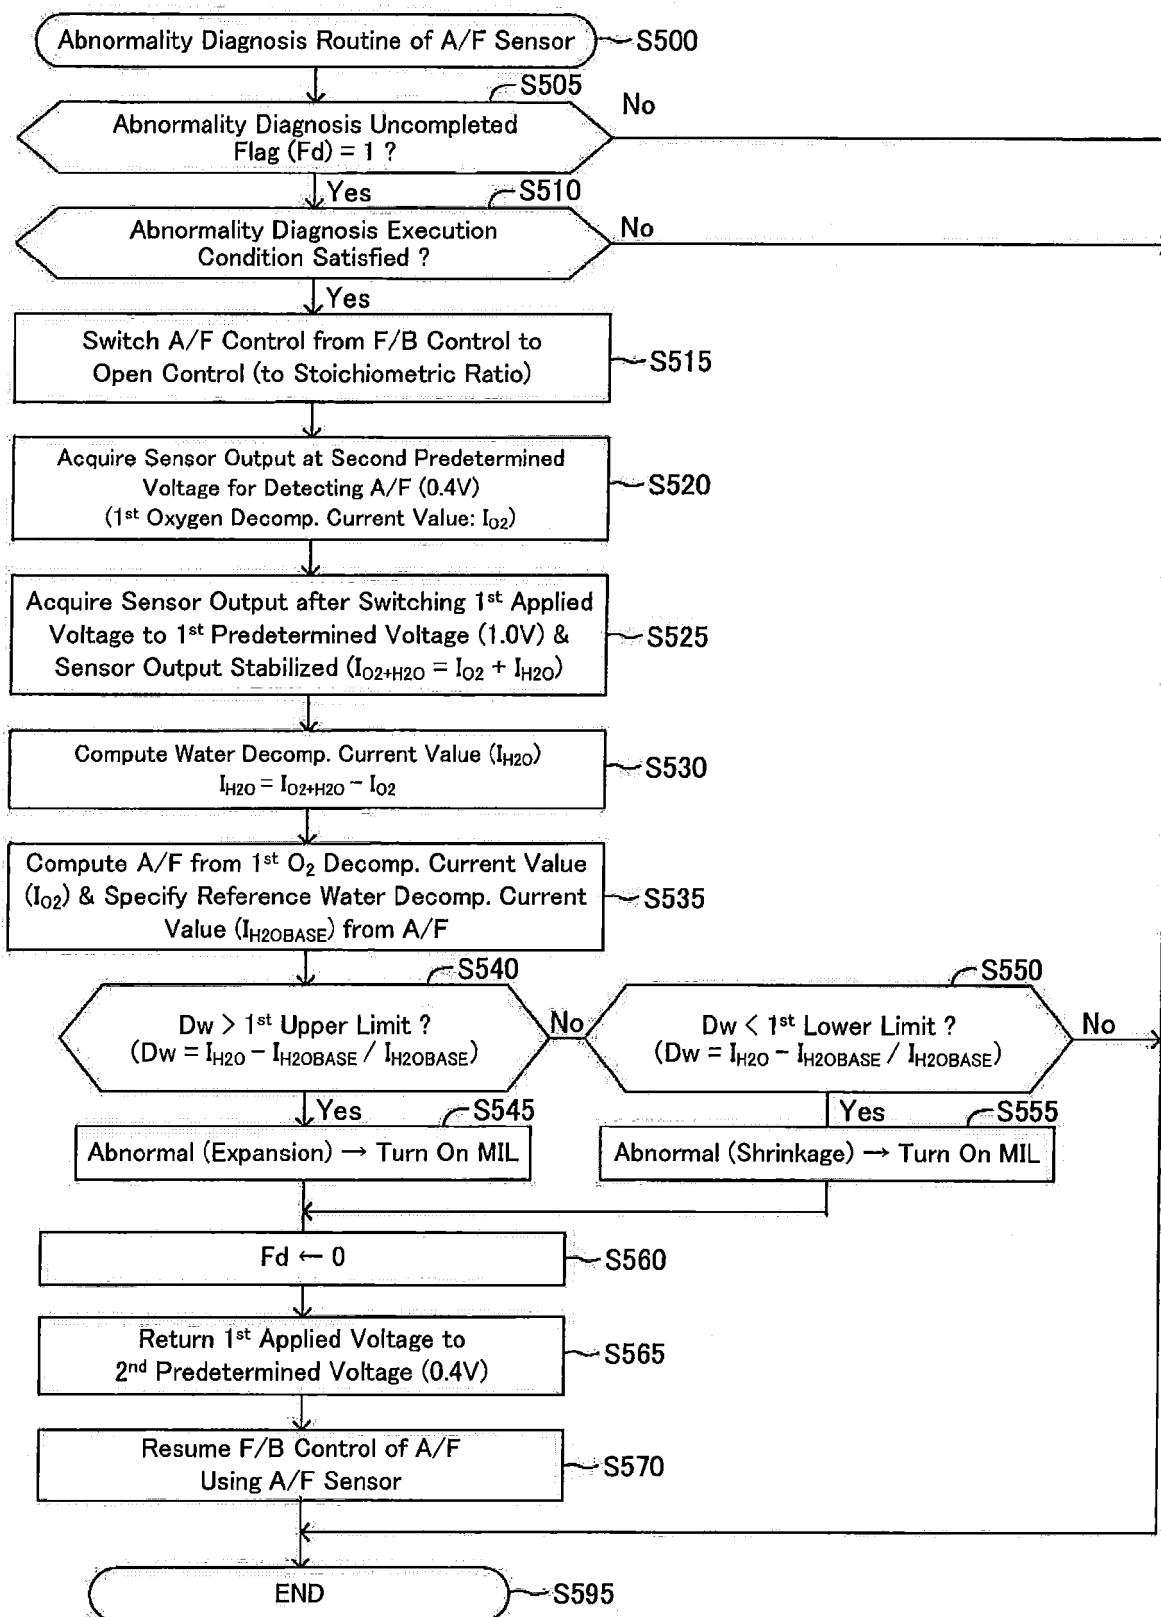 Abnormality Diagnosis Routine of A/F Sensor
S500
S505
No
Abnormality Diagnosis Uncompleted
Flag (Fd) = 1 ?
Yes
S510
Abnormality Diagnosis Execution
Condition Satisfied ?
No
Yes
Switch A/F Control from F/B Control to
Open Control (to Stoichiometric Ratio)
S515
Acquire Sensor Output at Second Predetermined
Voltage for Detecting A/F (0.4V)
(1st Oxygen Decomp. Current Value: IO2)
S520
Acquire Sensor Output after Switching 1st Applied
Voltage to 1st Predetermined Voltage (1.0V) &
Sensor Output Stabilized (IO2+H2O = IO2 + IH2O)
S525
Compute Water Decomp. Current Value (IH2O)
IH2O = IO2+H2O − IO2
S530
Compute A/F from 1st O2 Decomp. Current Value
(IO2) & Specify Reference Water Decomp. Current
Value (IH2OBASE) from A/F
S535
S540
Dw > 1st Upper Limit ?
(Dw = IH2O − IH2OBASE / IH2OBASE)
No
S550
Dw < 1st Lower Limit ?
(Dw = IH2O − IH2OBASE / IH2OBASE)
No
Yes
S545
Abnormal (Expansion) → Turn On MIL
Yes
S555
Abnormal (Shrinkage) → Turn On MIL
Fd ← 0
S560
Return 1st Applied Voltage to
2nd Predetermined Voltage (0.4V)
S565
Resume F/B Control of A/F
Using A/F Sensor
S570
END
S595